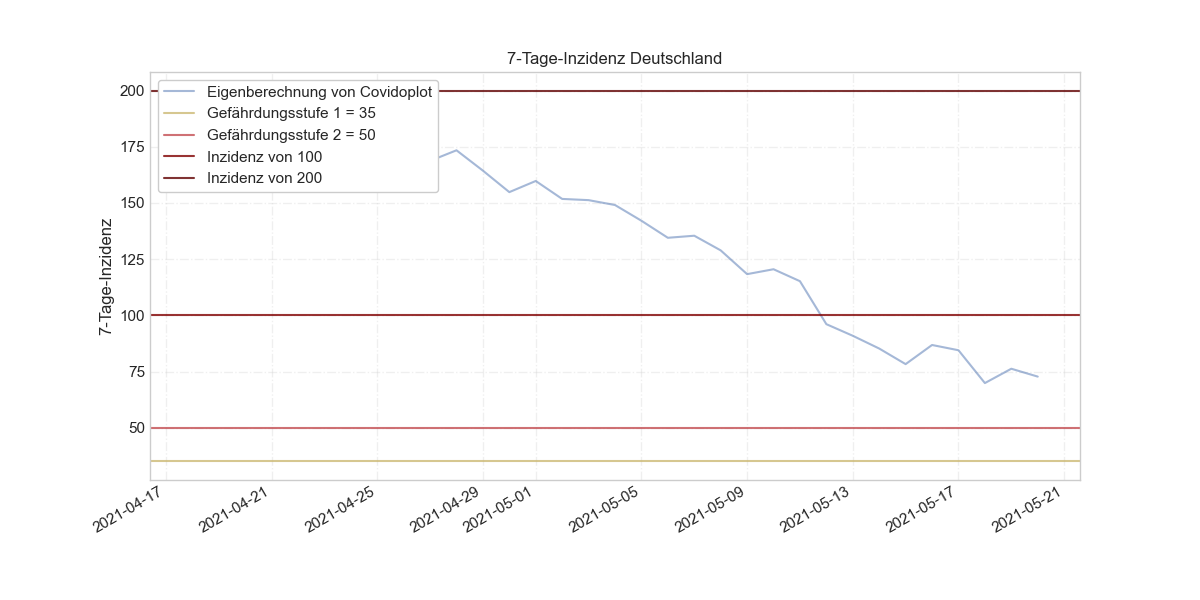 7-Tage-Inzidenz Deutschland
7-Tage-Inzidenz
200
175
150
125
100
75
50
Eigenberechnung von Covidoplot
Gefährdungsstufe 1 = 35
Gefährdungsstufe 2 = 50
Inzidenz von 100
Inzidenz von 200
2021-04-17
2021-04-21
2021-04-25
2021-04-29
2021-05-01
2021-05-05
2021-05-09
2021-05-13
2021-05-17
2021-05-21